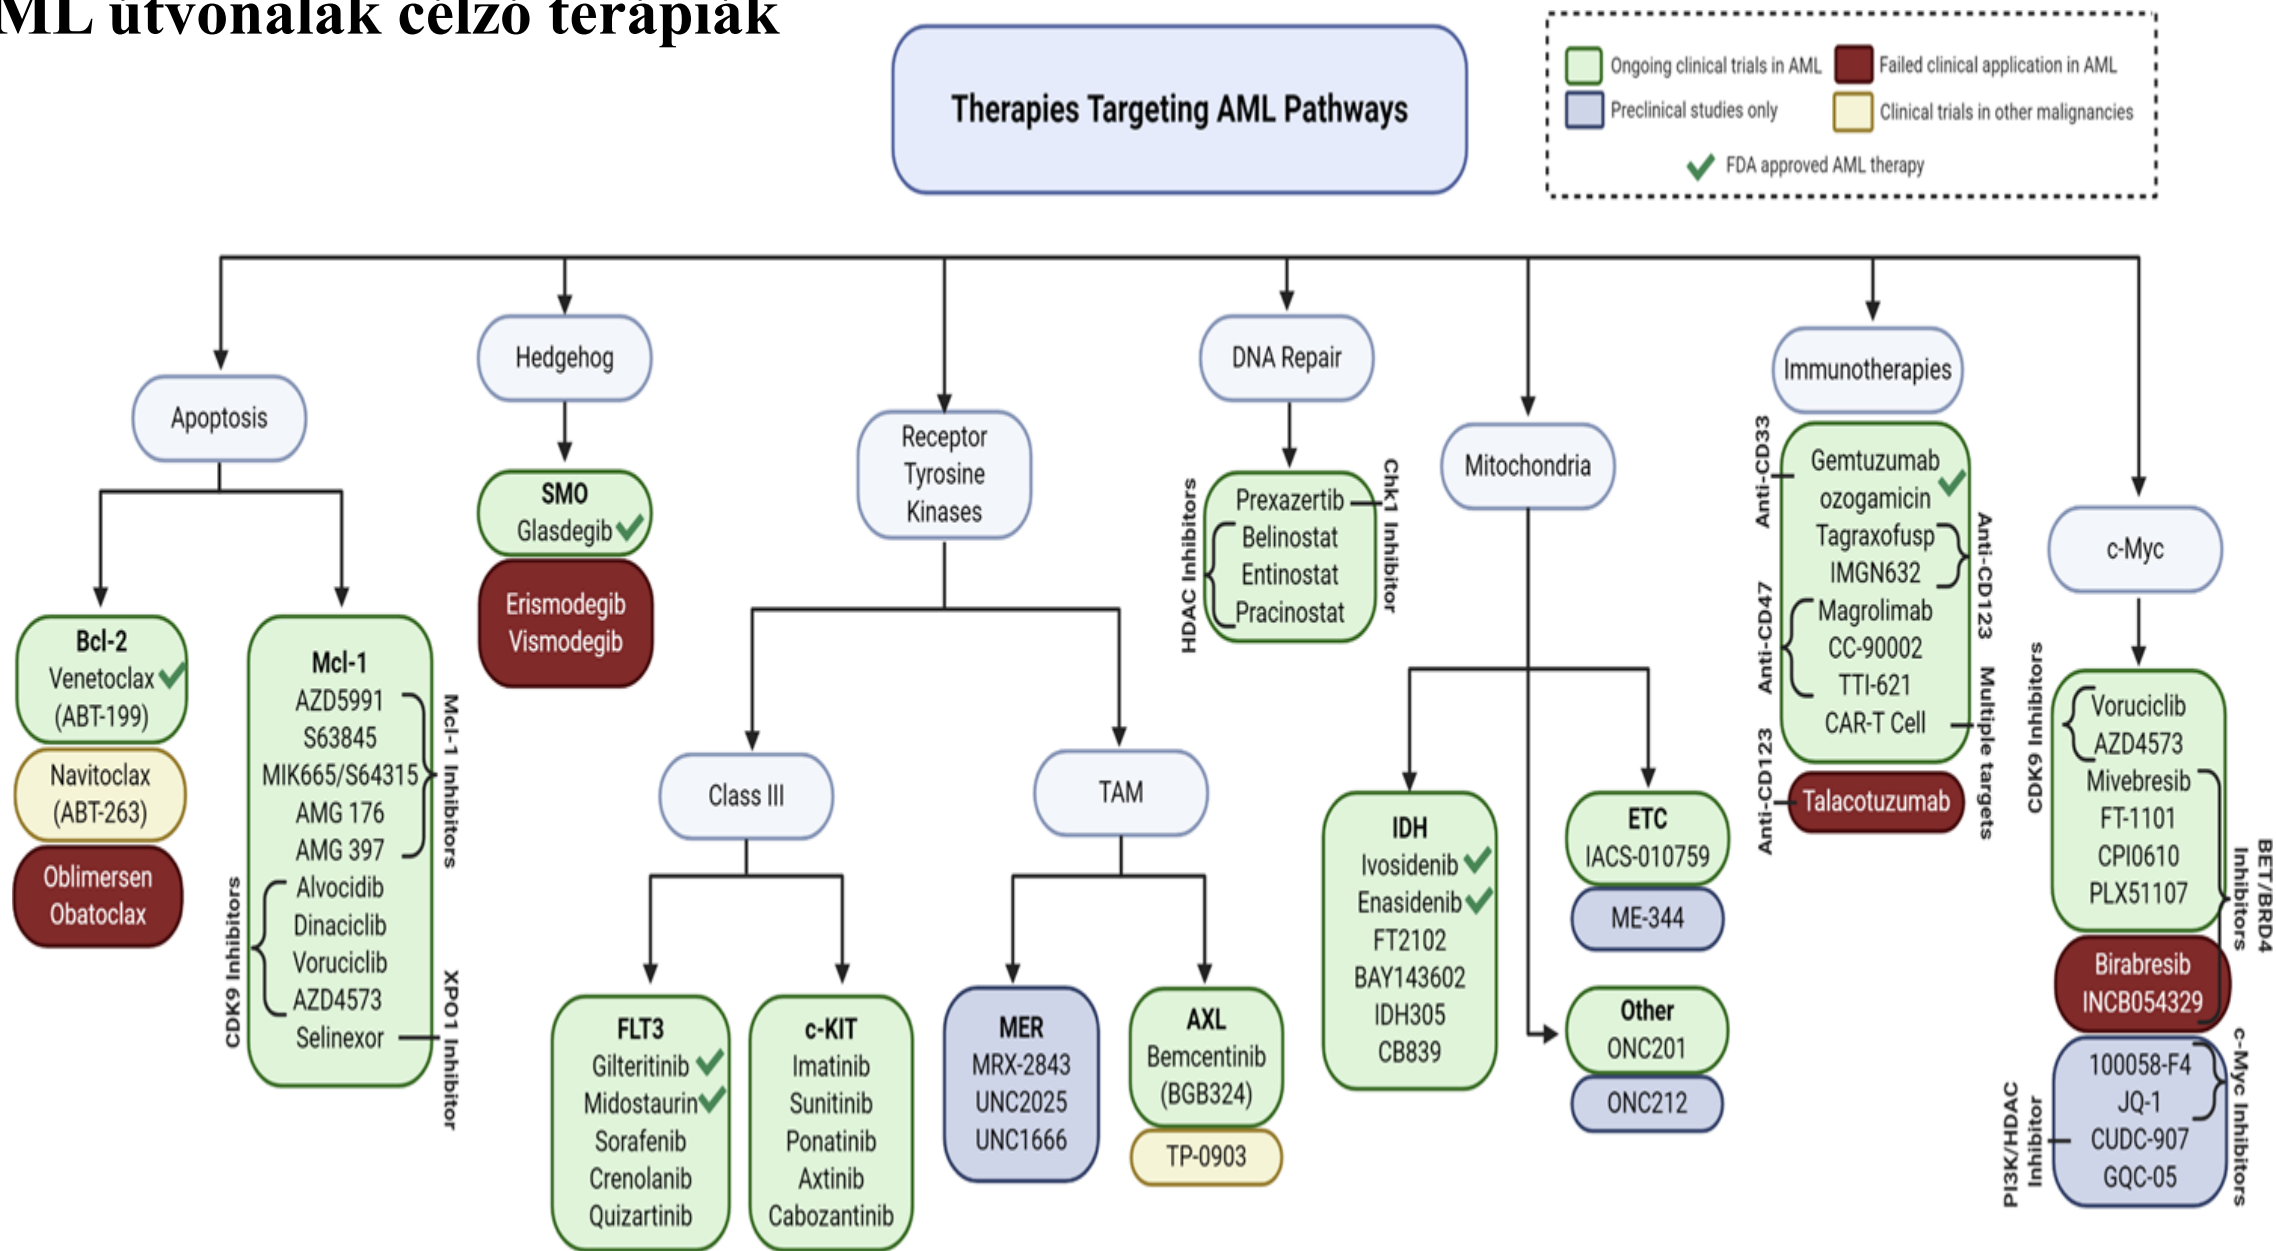 ML útvonalak célzó terápiák
Therapies Targeting AML Pathways
Ongoing clinical trials in AML
Failed clinical application in AML
Preclinical studies only
Clinical trials in other malignancies
FDA approved AML therapy
Apoptosis
Bcl-2
Venetoclax
(ABT-199)
Navitoclax
(ABT-263)
Oblimersen
Obatoclax
Mcl-1
AZD5991
S63845
MIK665/S64315
AMG 176
AMG 397
Alvocidib
Dinaciclib
Voruciclib
AZD4573
Selinexor
Mcl-1 Inhibitors
CDK9 Inhibitors
XPO1 Inhibitor
Hedgehog
SMO
Glasdegib
Erismodegib
Vismodegib
Receptor
Tyrosine
Kinases
Class III
FLT3
Gilteritinib
Midostaurin
Sorafenib
Crenolanib
Quizartinib
c-KIT
Imatinib
Sunitinib
Ponatinib
Axtinib
Cabozantinib
TAM
MER
MRX-2843
UNC2025
UNC1666
AXL
Bemcentinib
(BGB324)
TP-0903
DNA Repair
HDAC Inhibitors
Prexazertib
Belinostat
Entinostat
Pracinostat
Chk1 Inhibitor
Mitochondria
IDH
Ivosidenib
Enasidenib
FT2102
BAY143602
IDH305
CB839
ETC
IACS-010759
ME-344
Other
ONC201
ONC212
Immunotherapies
Anti-CD33
Gemtuzumab
ozogamicin
Tagraxofusp
IMGN632
Magrolimab
CC-90002
TTI-621
CAR-T Cell
Talacotuzumab
Anti-CD123
Anti-CD47
Multiple targets
Anti-CD123
c-Myc
CDK9 Inhibitors
Voruciclib
AZD4573
Mivebresib
FT-1101
CPI0610
PLX51107
Birabresib
INCB054329
BET/BRD4
Inhibitors
100058-F4
JQ-1
CUDC-907
GQC-05
c-Myc Inhibitors
PI3K/HDAC
Inhibitor